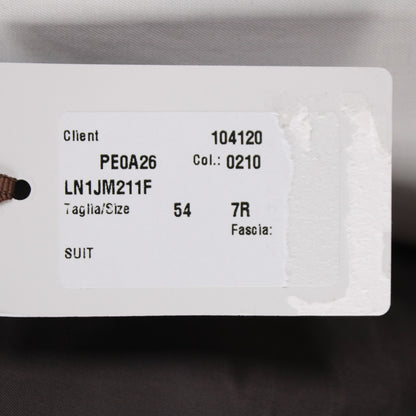 Client 104120
PE0A26 Col.: 0210
LN1JM211F
Taglia/Size 54 7R
Fascia:
SUIT